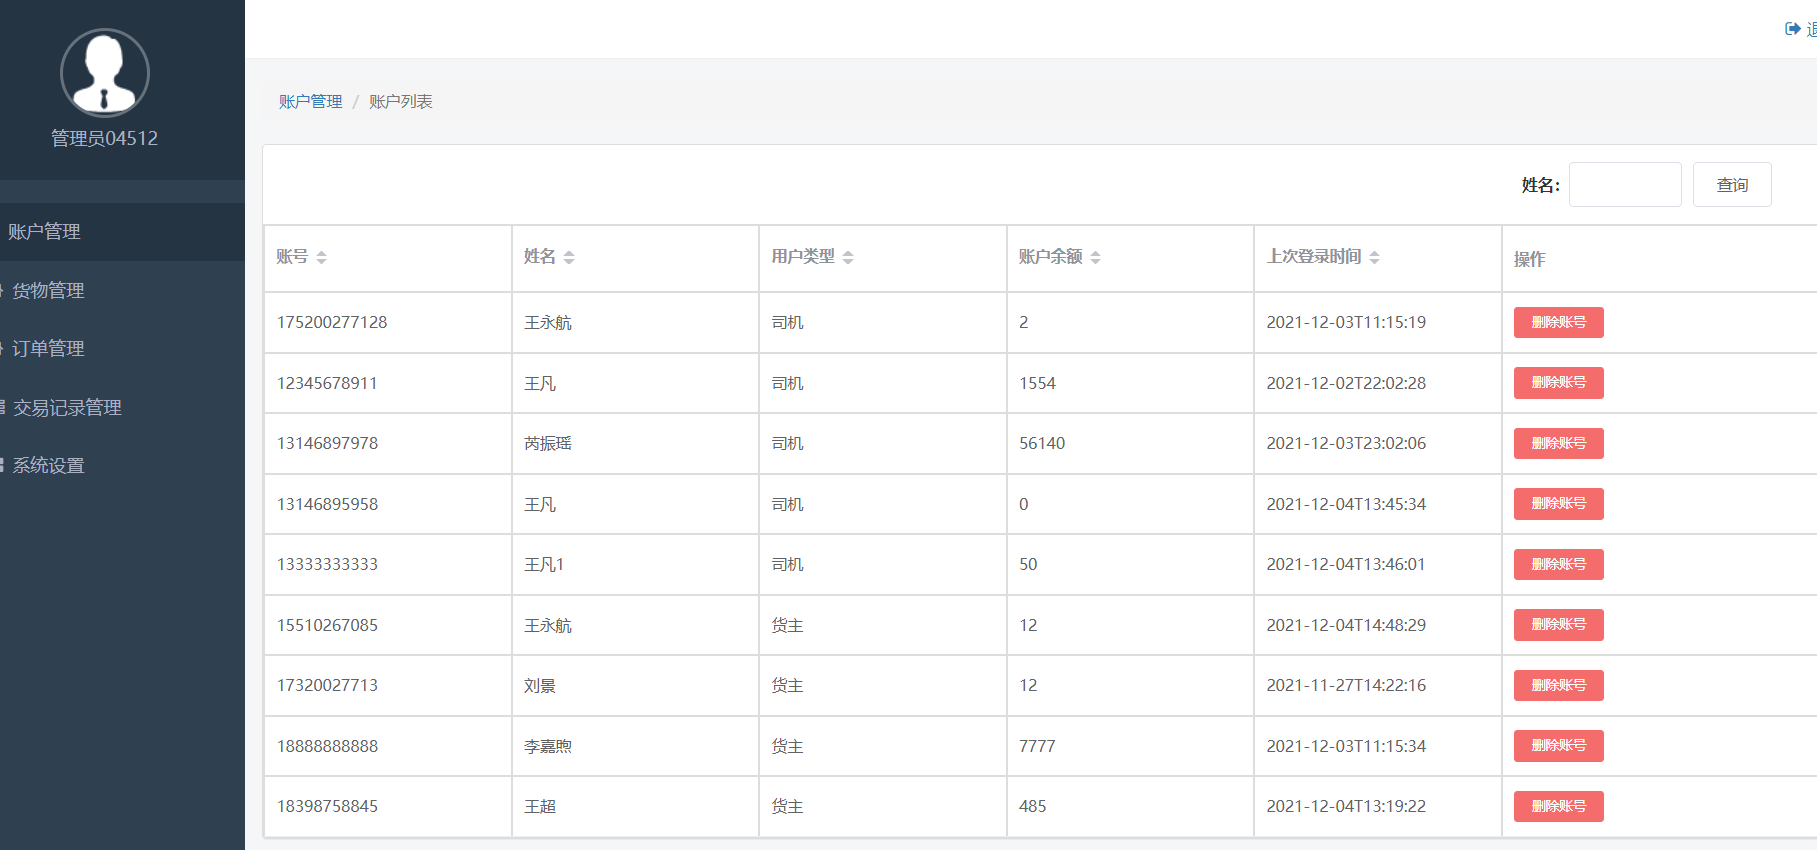 管理员04512
账户管理
货物管理
订单管理
交易记录管理
系统设置
账户管理 / 账户列表
姓名： 查询
账号 姓名 用户类型 账户余额 上次登录时间 操作
175200277128 王永航 司机 2 2021-12-03T11:15:19 删除账号
12345678911 王凡 司机 1554 2021-12-02T22:02:28 删除账号
13146897978 芮振瑶 司机 56140 2021-12-03T23:02:06 删除账号
13146895958 王凡 司机 0 2021-12-04T13:45:34 删除账号
13333333333 王凡1 司机 50 2021-12-04T13:46:01 删除账号
15510267085 王永航 货主 12 2021-12-04T14:48:29 删除账号
17320027713 刘景 货主 12 2021-11-27T14:22:16 删除账号
18888888888 李嘉煦 货主 7777 2021-12-03T11:15:34 删除账号
18398758845 王超 货主 485 2021-12-04T13:19:22 删除账号